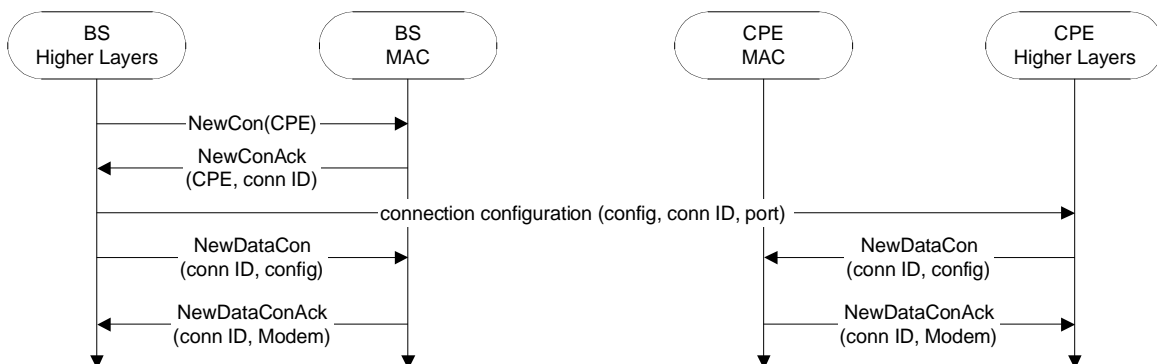 BS
Higher Layers
BS
MAC
CPE
MAC
CPE
Higher Layers
NewCon(CPE)
NewConAck
(CPE, conn ID)
connection configuration (config, conn ID, port)
NewDataCon
(conn ID, config)
NewDataCon
(conn ID, config)
NewDataConAck
(conn ID, Modem)
NewDataConAck
(conn ID, Modem)